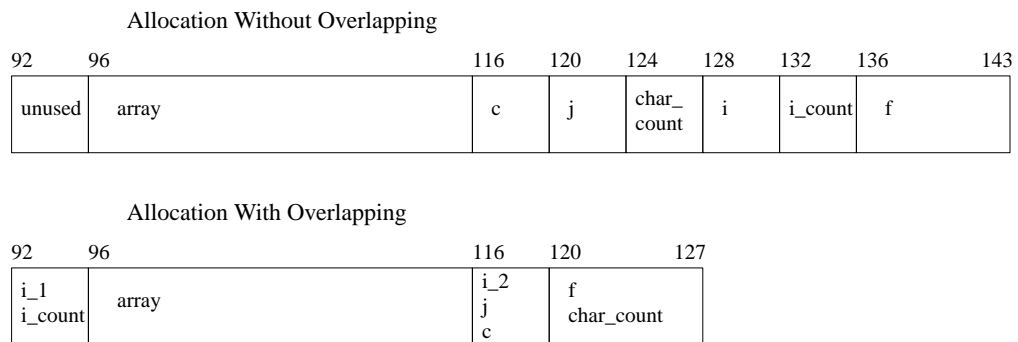 Allocation Without Overlapping
92 96 116 120 124 128 132 136 143
unused array c j char_ count i i_count f
Allocation With Overlapping
92 96 116 120 127
i_1 i_count array i_2 j c f char_count